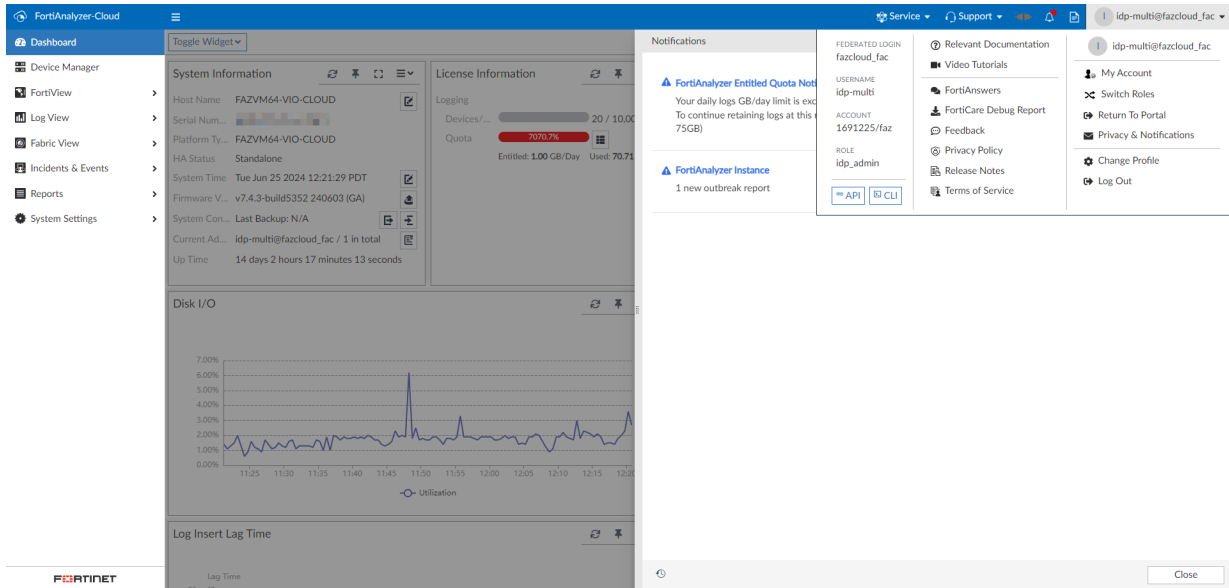 FortiAnalyzer-Cloud
Service
Support
idp-multi@fazcloud_fac
Dashboard
Device Manager
FortiView
Log View
Fabric View
Incidents & Events
Reports
System Settings
FORTINET
Toggle Widget
System Information
Host Name FAZVM64-VIO-CLOUD
Serial Num...
Platform Ty... FAZVM64-VIO-CLOUD
HA Status Standalone
System Time Tue Jun 25 2024 12:21:29 PDT
Firmware V... v7.4.3-build5352 240603 (GA)
System Con... Last Backup: N/A
Current Ad... idp-multi@fazcloud_fac / 1 in total
Up Time 14 days 2 hours 17 minutes 13 seconds
License Information
Logging
Devices/... 20 / 10,00
Quota 7070.7%
Entitled: 1.00 GB/Day Used: 70.71
Disk I/O
7.00%
6.00%
5.00%
4.00%
3.00%
2.00%
1.00%
0.00%
11:25 11:30 11:35 11:40 11:45 11:50 11:55 12:00 12:05 12:10 12:15 12:20
Utilization
Log Insert Lag Time
Lag Time
Notifications
FortiAnalyzer Entitled Quota Noti
Your daily logs GB/day limit is exc
To continue retaining logs at this r
75GB)
FortiAnalyzer Instance
1 new outbreak report
FEDERATED LOGIN
fazcloud_fac
USERNAME
idp-multi
ACCOUNT
1691225/faz
ROLE
idp_admin
API CLI
Relevant Documentation
Video Tutorials
FortiAnswers
FortiCare Debug Report
Feedback
Privacy Policy
Release Notes
Terms of Service
I idp-multi@fazcloud_fac
My Account
Switch Roles
Return To Portal
Privacy & Notifications
Change Profile
Log Out
Close